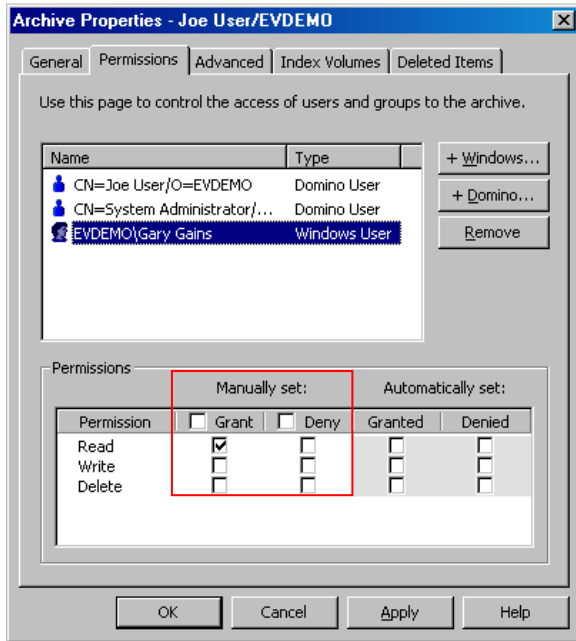 Archive Properties - Joe User/EVDEMO
General Permissions Advanced Index Volumes Deleted Items
Use this page to control the access of users and groups to the archive.
Name Type
CN=Joe User/O=EVDEMO Domino User
CN=System Administrator/... Domino User
EVDEMO\Gary Gains Windows User
+ Windows...
+ Domino...
Remove
Permissions
Manually set: Automatically set:
Permission Grant Deny Granted Denied
Read
Write
Delete
OK Cancel Apply Help